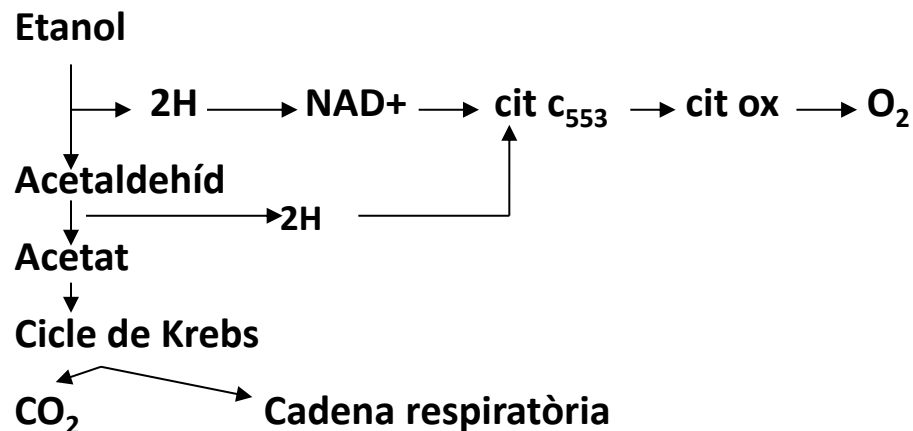 Etanol
2H NAD+ cit c₅₅₃ cit ox O₂
Acetaldehíd
2H
Acetat
Cicle de Krebs
CO₂ Cadena respiratòria